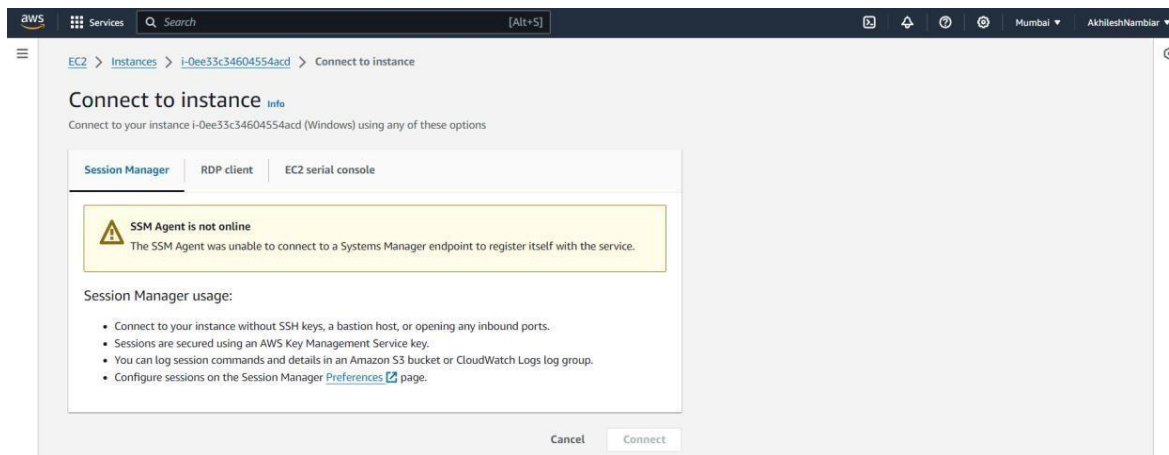 aws Services Search [Alt+S] Mumbai ▼ AkhileshNambiar ▼
EC2 > Instances > i-0ee33c34604554acd > Connect to instance
Connect to instance Info
Connect to your instance i-0ee33c34604554acd (Windows) using any of these options
Session Manager RDP client EC2 serial console
SSM Agent is not online
The SSM Agent was unable to connect to a Systems Manager endpoint to register itself with the service.
Session Manager usage:
• Connect to your instance without SSH keys, a bastion host, or opening any inbound ports.
• Sessions are secured using an AWS Key Management Service key.
• You can log session commands and details in an Amazon S3 bucket or CloudWatch Logs log group.
• Configure sessions on the Session Manager Preferences page.
Cancel Connect